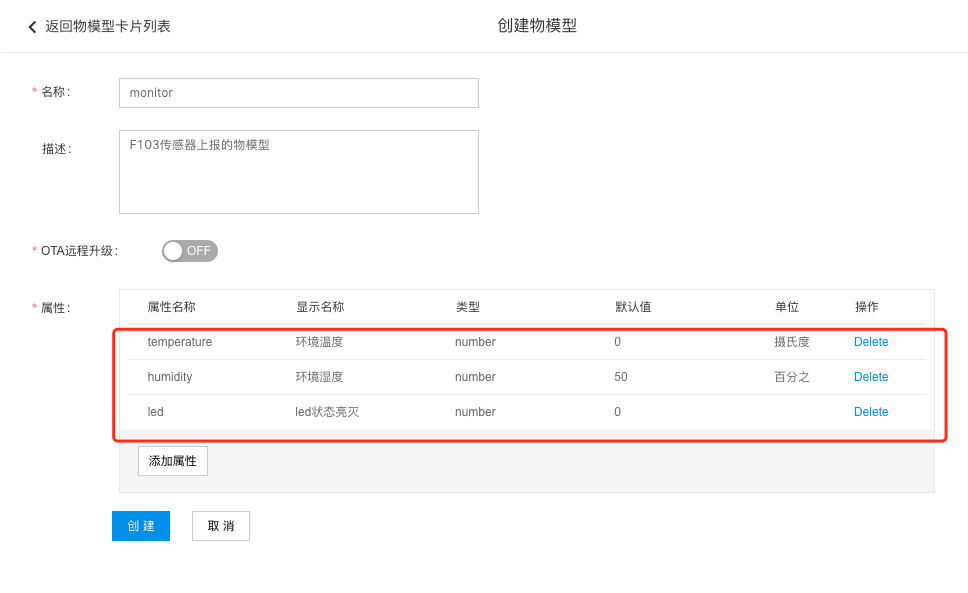 返回物模型卡片列表
创建物模型
* 名称:
monitor
描述:
F103传感器上报的物模型
* OTA远程升级:
OFF
* 属性:
属性名称 显示名称 类型 默认值 单位 操作
temperature 环境温度 number 0 摄氏度 Delete
humidity 环境湿度 number 50 百分之 Delete
led led状态亮灭 number 0 Delete
添加属性
创 建 取 消